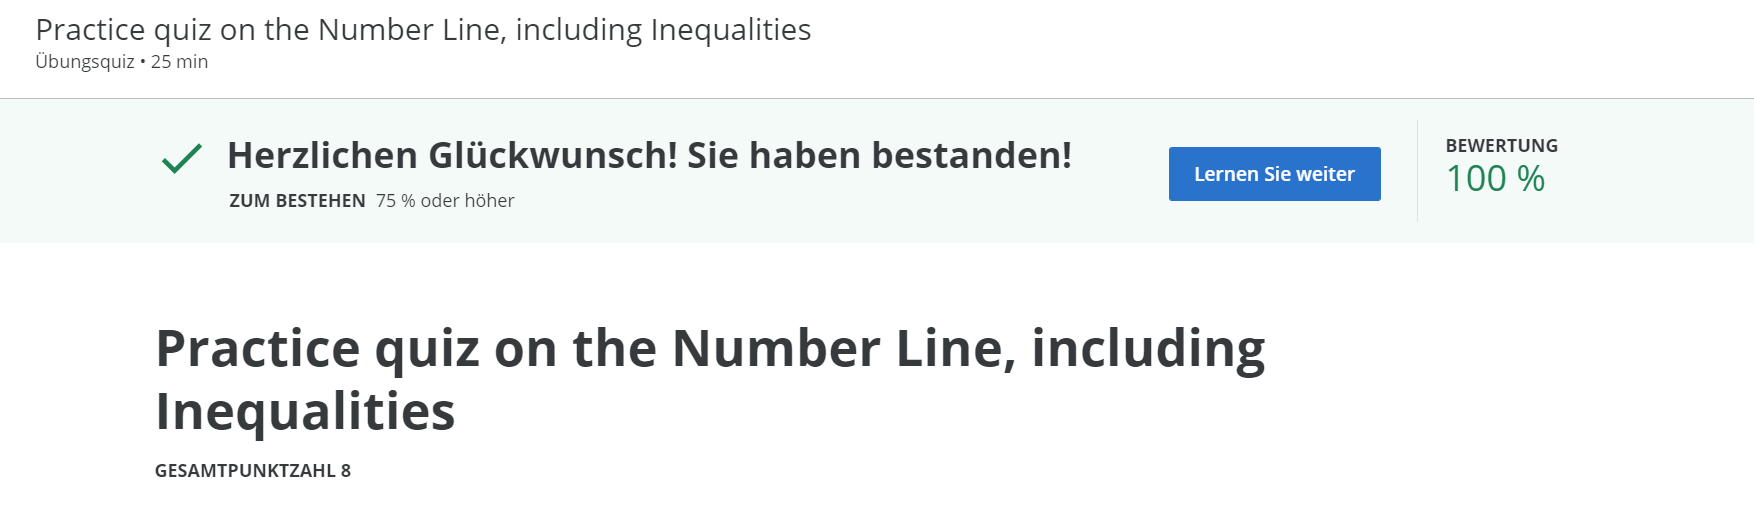 Practice quiz on the Number Line, including Inequalities
Übungsquiz • 25 min
Herzlichen Glückwunsch! Sie haben bestanden!
ZUM BESTEHEN 75 % oder höher
Lernen Sie weiter
BEWERTUNG
100 %
Practice quiz on the Number Line, including
Inequalities
GESAMTPUNKTZAHL 8